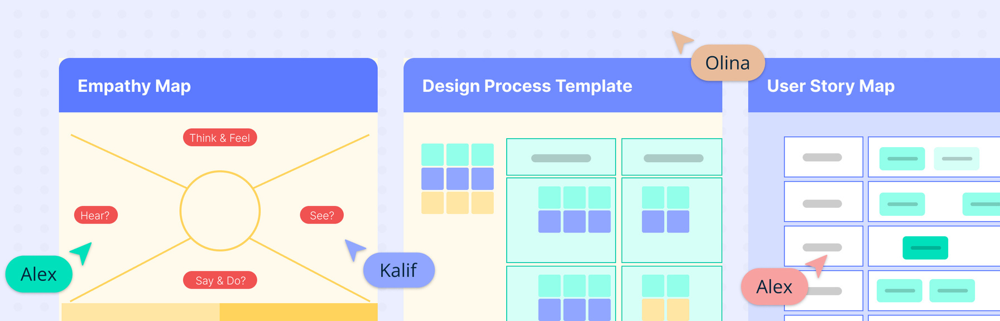 Olina
Empathy Map
Design Process Template
User Story Map
Think & Feel
Hear?
See?
Alex
Kalif
Say & Do?
Alex